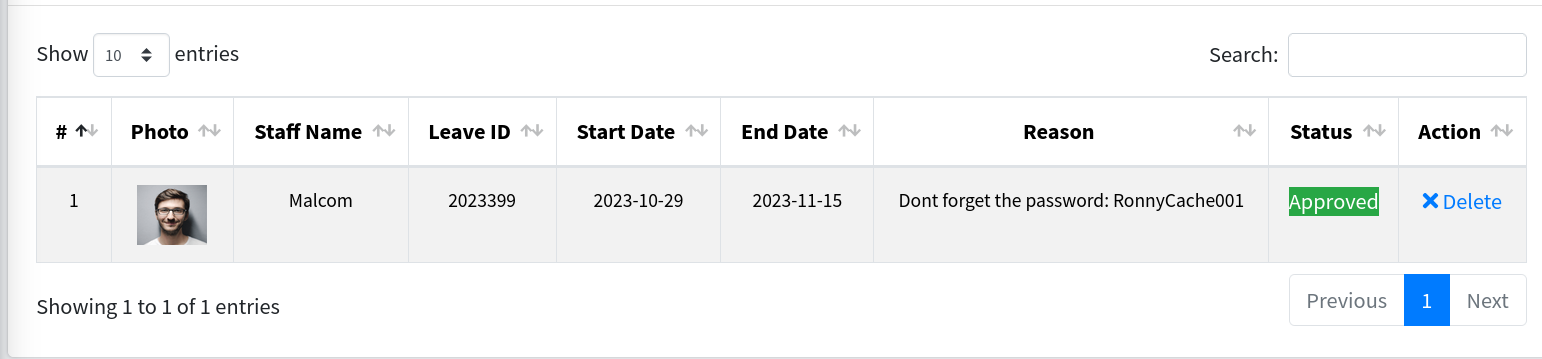 Show 10 entries Search:
# Photo Staff Name Leave ID Start Date End Date Reason Status Action
1 Malcom 2023399 2023-10-29 2023-11-15 Dont forget the password: RonnyCache001 Approved Delete
Showing 1 to 1 of 1 entries Previous 1 Next